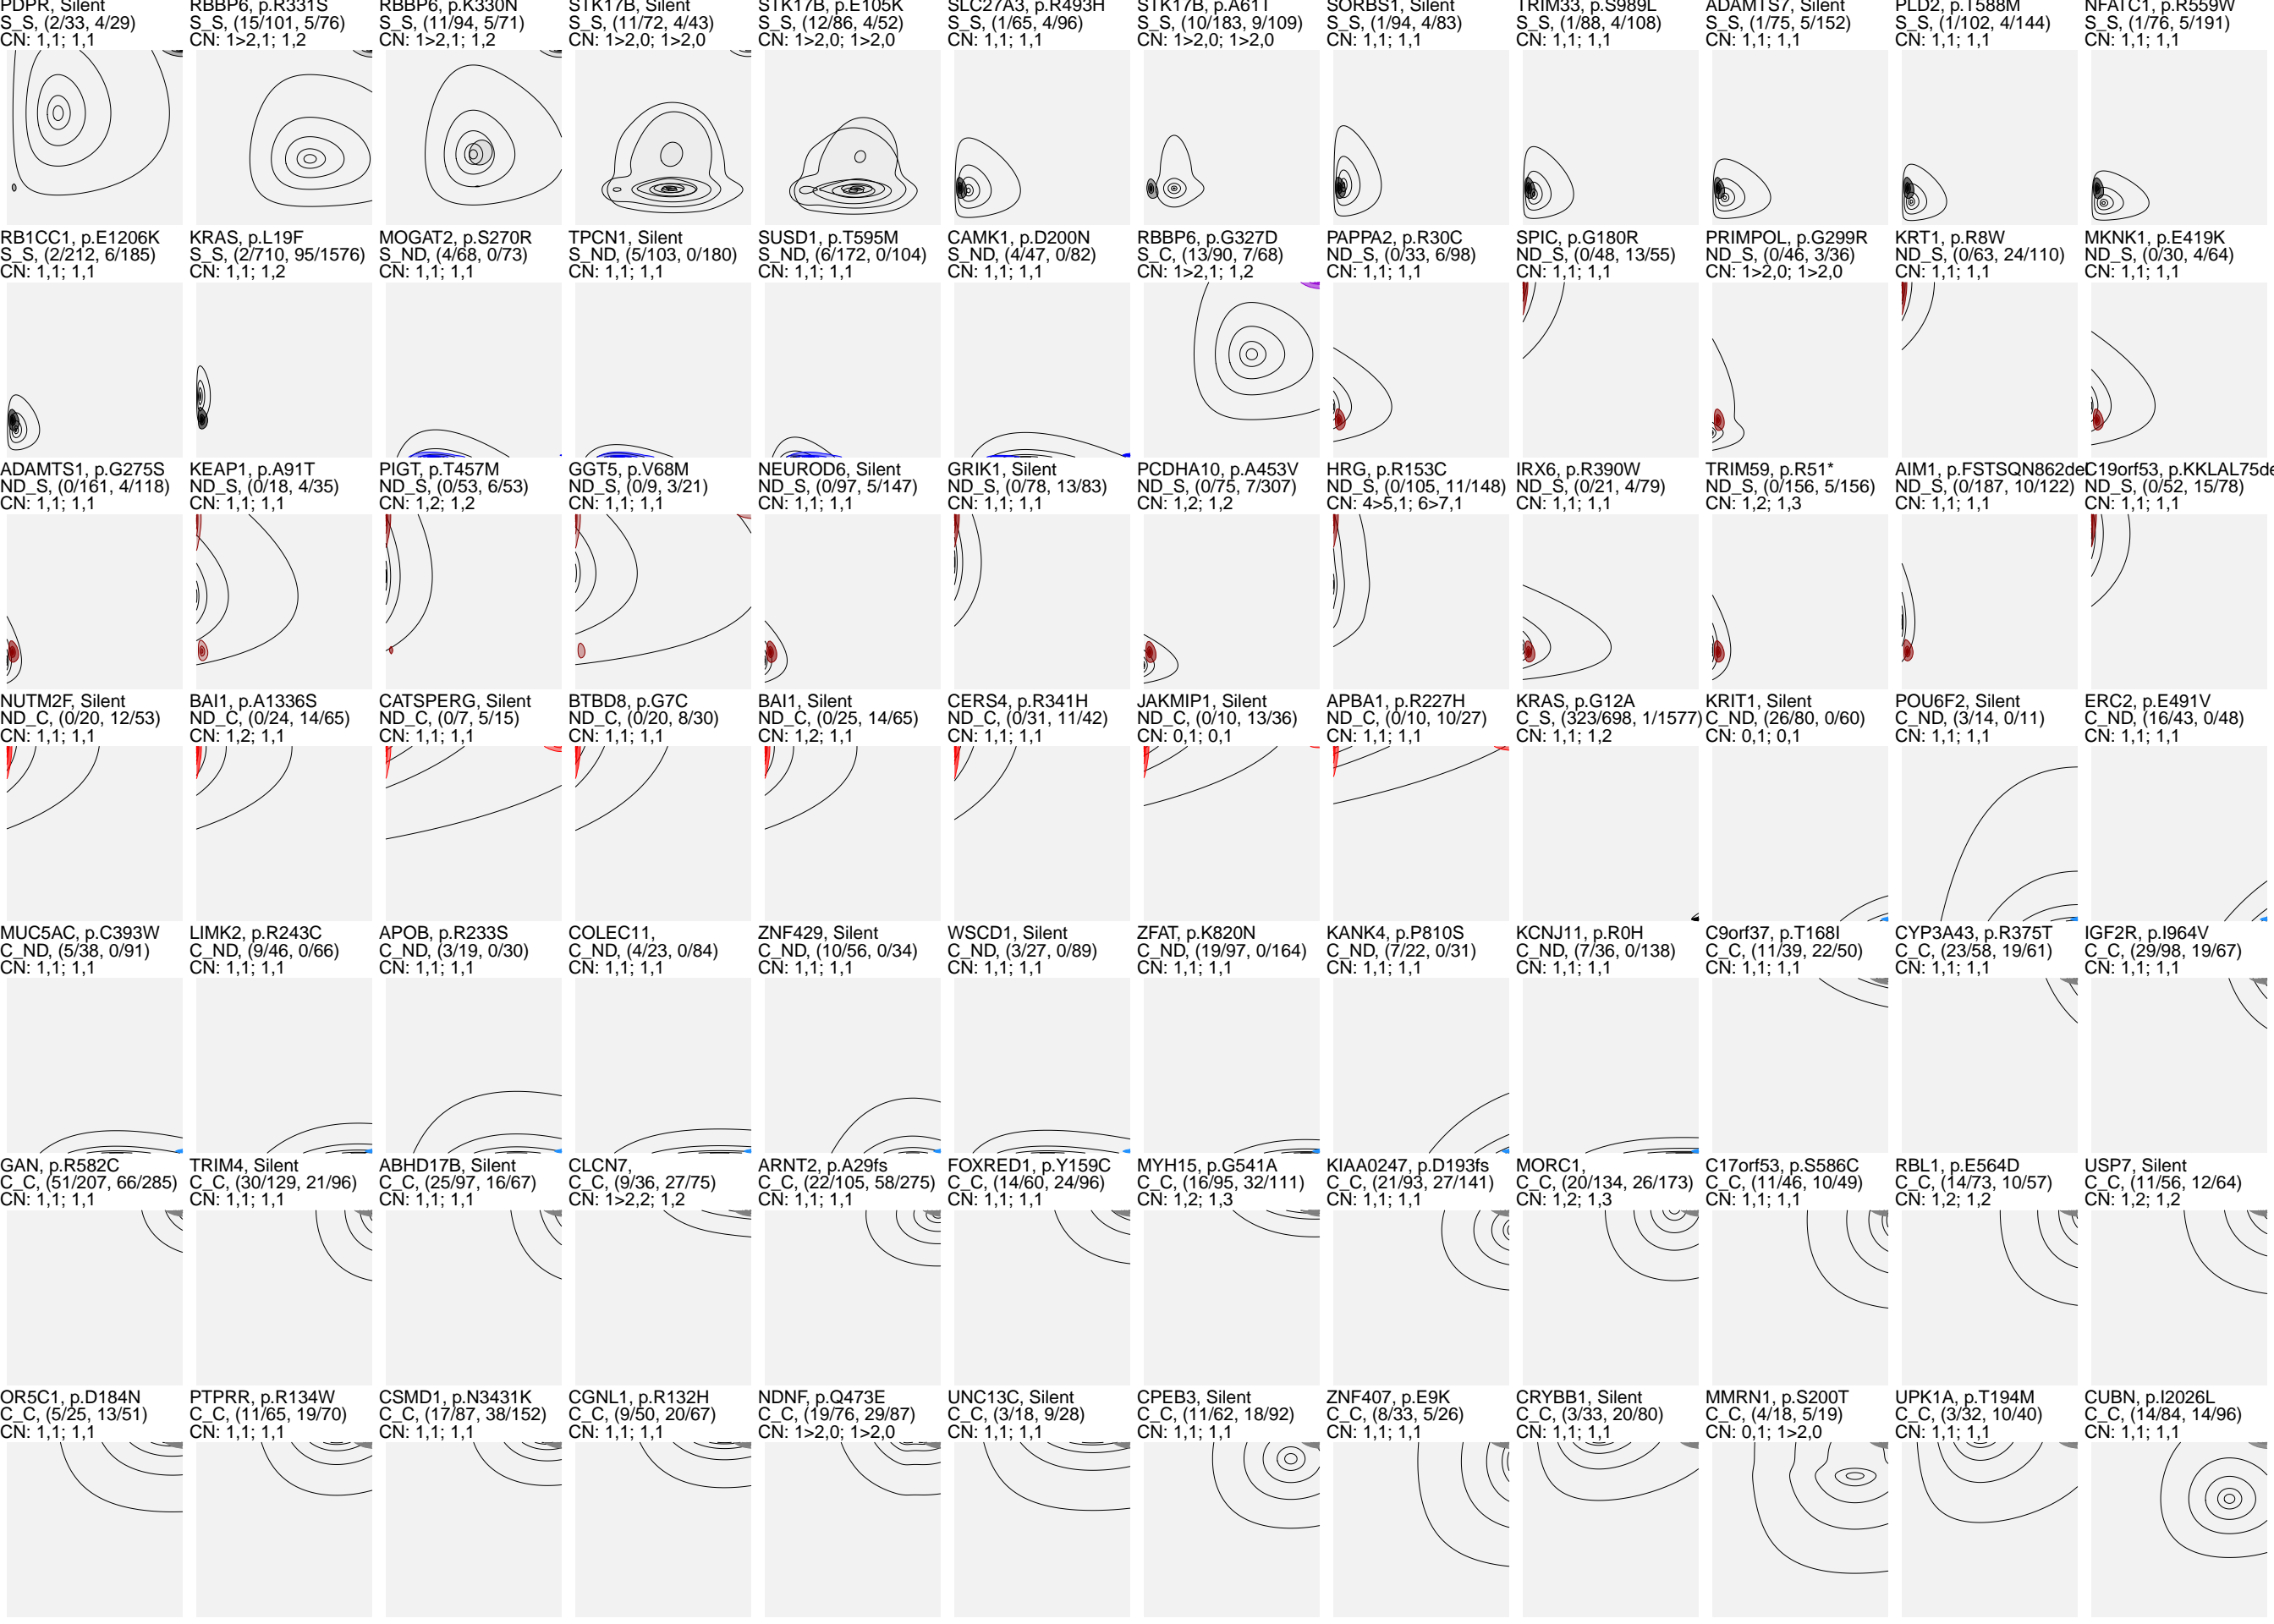 PDPR, Silent
S_S, (2/33, 4/29)
CN: 1,1; 1,1
RBBP6, p.R331S
S_S, (15/101, 5/76)
CN: 1>2,1; 1,2
RBBP6, p.K330N
S_S, (11/94, 5/71)
CN: 1>2,1; 1,2
STK17B, Silent
S_S, (11/72, 4/43)
CN: 1>2,0; 1>2,0
STK17B, p.E105K
S_S, (12/86, 4/52)
CN: 1>2,0; 1>2,0
SLC27A3, p.R493H
S_S, (1/65, 4/96)
CN: 1,1; 1,1
STK17B, p.A61T
S_S, (10/183, 9/109)
CN: 1>2,0; 1>2,0
SORBS1, Silent
S_S, (1/94, 4/83)
CN: 1,1; 1,1
TRIM33, p.S989L
S_S, (1/88, 4/108)
CN: 1,1; 1,1
ADAMTS7, Silent
S_S, (1/75, 5/152)
CN: 1,1; 1,1
PLD2, p.T588M
S_S, (1/102, 4/144)
CN: 1,1; 1,1
NFATC1, p.R559W
S_S, (1/76, 5/191)
CN: 1,1; 1,1
RB1CC1, p.E1206K
S_S, (2/212, 6/185)
CN: 1,1; 1,1
KRAS, p.L19F
S_S, (2/710, 95/1576)
CN: 1,1; 1,2
MOGAT2, p.S270R
S_ND, (4/68, 0/73)
CN: 1,1; 1,1
TPCN1, Silent
S_ND, (5/103, 0/180)
CN: 1,1; 1,1
SUSD1, p.T595M
S_ND, (6/172, 0/104)
CN: 1,1; 1,1
CAMK1, p.D200N
S_ND, (4/47, 0/82)
CN: 1,1; 1,1
RBBP6, p.G327D
S_C, (13/90, 7/68)
CN: 1>2,1; 1,2
PAPPA2, p.R30C
ND_S, (0/33, 6/98)
CN: 1,1; 1,1
SPIC, p.G180R
ND_S, (0/48, 13/55)
CN: 1,1; 1,1
PRIMPOL, p.G299R
ND_S, (0/46, 3/36)
CN: 1>2,0; 1>2,0
KRT1, p.R8W
ND_S, (0/63, 24/110)
CN: 1,1; 1,1
MKNK1, p.E419K
ND_S, (0/30, 4/64)
CN: 1,1; 1,1
ADAMTS1, p.G275S
ND_S, (0/161, 4/118)
CN: 1,1; 1,1
KEAP1, p.A91T
ND_S, (0/18, 4/35)
CN: 1,1; 1,1
PIGT, p.T457M
ND_S, (0/53, 6/53)
CN: 1,2; 1,2
GGT5, p.V68M
ND_S, (0/9, 3/21)
CN: 1,1; 1,1
NEUROD6, Silent
ND_S, (0/97, 5/147)
CN: 1,1; 1,1
GRIK1, Silent
ND_S, (0/78, 13/83)
CN: 1,1; 1,1
PCDHA10, p.A453V
ND_S, (0/75, 7/307)
CN: 1,2; 1,2
HRG, p.R153C
ND_S, (0/105, 11/148)
CN: 4>5,1; 6>7,1
IRX6, p.R390W
ND_S, (0/21, 4/79)
CN: 1,1; 1,1
TRIM59, p.R51*
ND_S, (0/156, 5/156)
CN: 1,2; 1,3
AIM1, p.FSTSQN862de
ND_S, (0/187, 10/122)
CN: 1,1; 1,1
C19orf53, p.KKLAL75de
ND_S, (0/52, 15/78)
CN: 1,1; 1,1
NUTM2F, Silent
ND_C, (0/20, 12/53)
CN: 1,1; 1,1
BAI1, p.A1336S
ND_C, (0/24, 14/65)
CN: 1,2; 1,1
CATSPERG, Silent
ND_C, (0/7, 5/15)
CN: 1,1; 1,1
BTBD8, p.G7C
ND_C, (0/20, 8/30)
CN: 1,1; 1,1
BAI1, Silent
ND_C, (0/25, 14/65)
CN: 1,2; 1,1
CERS4, p.R341H
ND_C, (0/31, 11/42)
CN: 1,1; 1,1
JAKMIP1, Silent
ND_C, (0/10, 13/36)
CN: 0,1; 0,1
APBA1, p.R227H
ND_C, (0/10, 10/27)
CN: 1,1; 1,1
KRAS, p.G12A
C_S, (323/698, 1/1577)
CN: 1,1; 1,2
KRIT1, Silent
C_ND, (26/80, 0/60)
CN: 0,1; 0,1
POU6F2, Silent
C_ND, (3/14, 0/11)
CN: 1,1; 1,1
ERC2, p.E491V
C_ND, (16/43, 0/48)
CN: 1,1; 1,1
MUC5AC, p.C393W
C_ND, (5/38, 0/91)
CN: 1,1; 1,1
LIMK2, p.R243C
C_ND, (9/46, 0/66)
CN: 1,1; 1,1
APOB, p.R233S
C_ND, (3/19, 0/30)
CN: 1,1; 1,1
COLEC11,
C_ND, (4/23, 0/84)
CN: 1,1; 1,1
ZNF429, Silent
C_ND, (10/56, 0/34)
CN: 1,1; 1,1
WSCD1, Silent
C_ND, (3/27, 0/89)
CN: 1,1; 1,1
ZFAT, p.K820N
C_ND, (19/97, 0/164)
CN: 1,1; 1,1
KANK4, p.P810S
C_ND, (7/22, 0/31)
CN: 1,1; 1,1
KCNJ11, p.R0H
C_ND, (7/36, 0/138)
CN: 1,1; 1,1
C9orf37, p.T168I
C_C, (11/39, 22/50)
CN: 1,1; 1,1
CYP3A43, p.R375T
C_C, (23/58, 19/61)
CN: 1,1; 1,1
IGF2R, p.I964V
C_C, (29/98, 19/67)
CN: 1,1; 1,1
GAN, p.R582C
C_C, (51/207, 66/285)
CN: 1,1; 1,1
TRIM4, Silent
C_C, (30/129, 21/96)
CN: 1,1; 1,1
ABHD17B, Silent
C_C, (25/97, 16/67)
CN: 1,1; 1,1
CLCN7,
C_C, (9/36, 27/75)
CN: 1>2,2; 1,2
ARNT2, p.A29fs
C_C, (22/105, 58/275)
CN: 1,1; 1,1
FOXRED1, p.Y159C
C_C, (14/60, 24/96)
CN: 1,1; 1,1
MYH15, p.G541A
C_C, (16/95, 32/111)
CN: 1,2; 1,3
KIAA0247, p.D193fs
C_C, (21/93, 27/141)
CN: 1,1; 1,1
MORC1,
C_C, (20/134, 26/173)
CN: 1,2; 1,3
C17orf53, p.S586C
C_C, (11/46, 10/49)
CN: 1,1; 1,1
RBL1, p.E564D
C_C, (14/73, 10/57)
CN: 1,2; 1,2
USP7, Silent
C_C, (11/56, 12/64)
CN: 1,2; 1,2
OR5C1, p.D184N
C_C, (5/25, 13/51)
CN: 1,1; 1,1
PTPRR, p.R134W
C_C, (11/65, 19/70)
CN: 1,1; 1,1
CSMD1, p.N3431K
C_C, (17/87, 38/152)
CN: 1,1; 1,1
CGNL1, p.R132H
C_C, (9/50, 20/67)
CN: 1,1; 1,1
NDNF, p.Q473E
C_C, (19/76, 29/87)
CN: 1>2,0; 1>2,0
UNC13C, Silent
C_C, (3/18, 9/28)
CN: 1,1; 1,1
CPEB3, Silent
C_C, (11/62, 18/92)
CN: 1,1; 1,1
ZNF407, p.E9K
C_C, (8/33, 5/26)
CN: 1,1; 1,1
CRYBB1, Silent
C_C, (3/33, 20/80)
CN: 1,1; 1,1
MMRN1, p.S200T
C_C, (4/18, 5/19)
CN: 0,1; 1>2,0
UPK1A, p.T194M
C_C, (3/32, 10/40)
CN: 1,1; 1,1
CUBN, p.I2026L
C_C, (14/84, 14/96)
CN: 1,1; 1,1